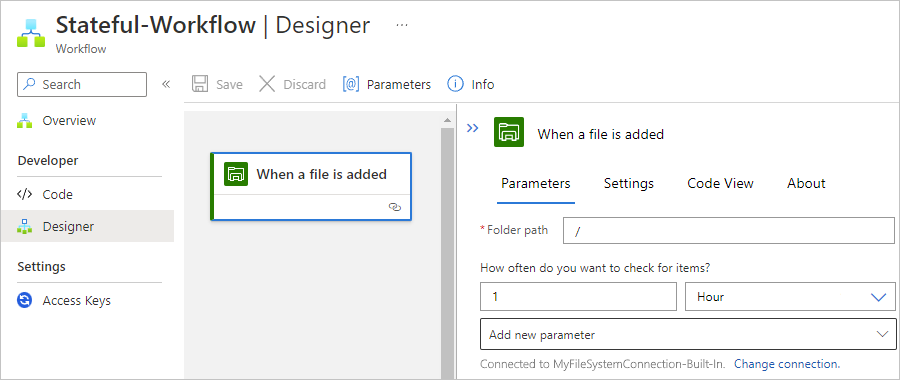 Stateful-Workflow | Designer ...
Workflow
Search
Save Discard [@] Parameters Info
Overview
Developer
Code
Designer
Settings
Access Keys
When a file is added
When a file is added
Parameters Settings Code View About
* Folder path /
How often do you want to check for items?
1 Hour
Add new parameter
Connected to MyFileSystemConnection-Built-In. Change connection.